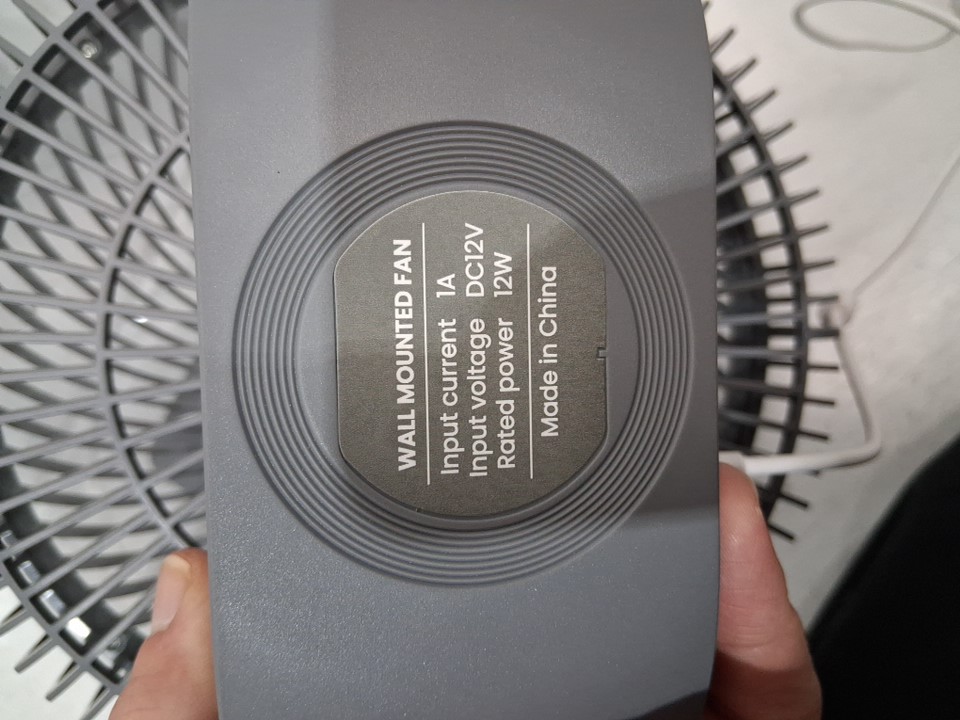 WALL MOUNTED FAN
Input current 1A
Input voltage DC12V
Rated power 12W
Made in China